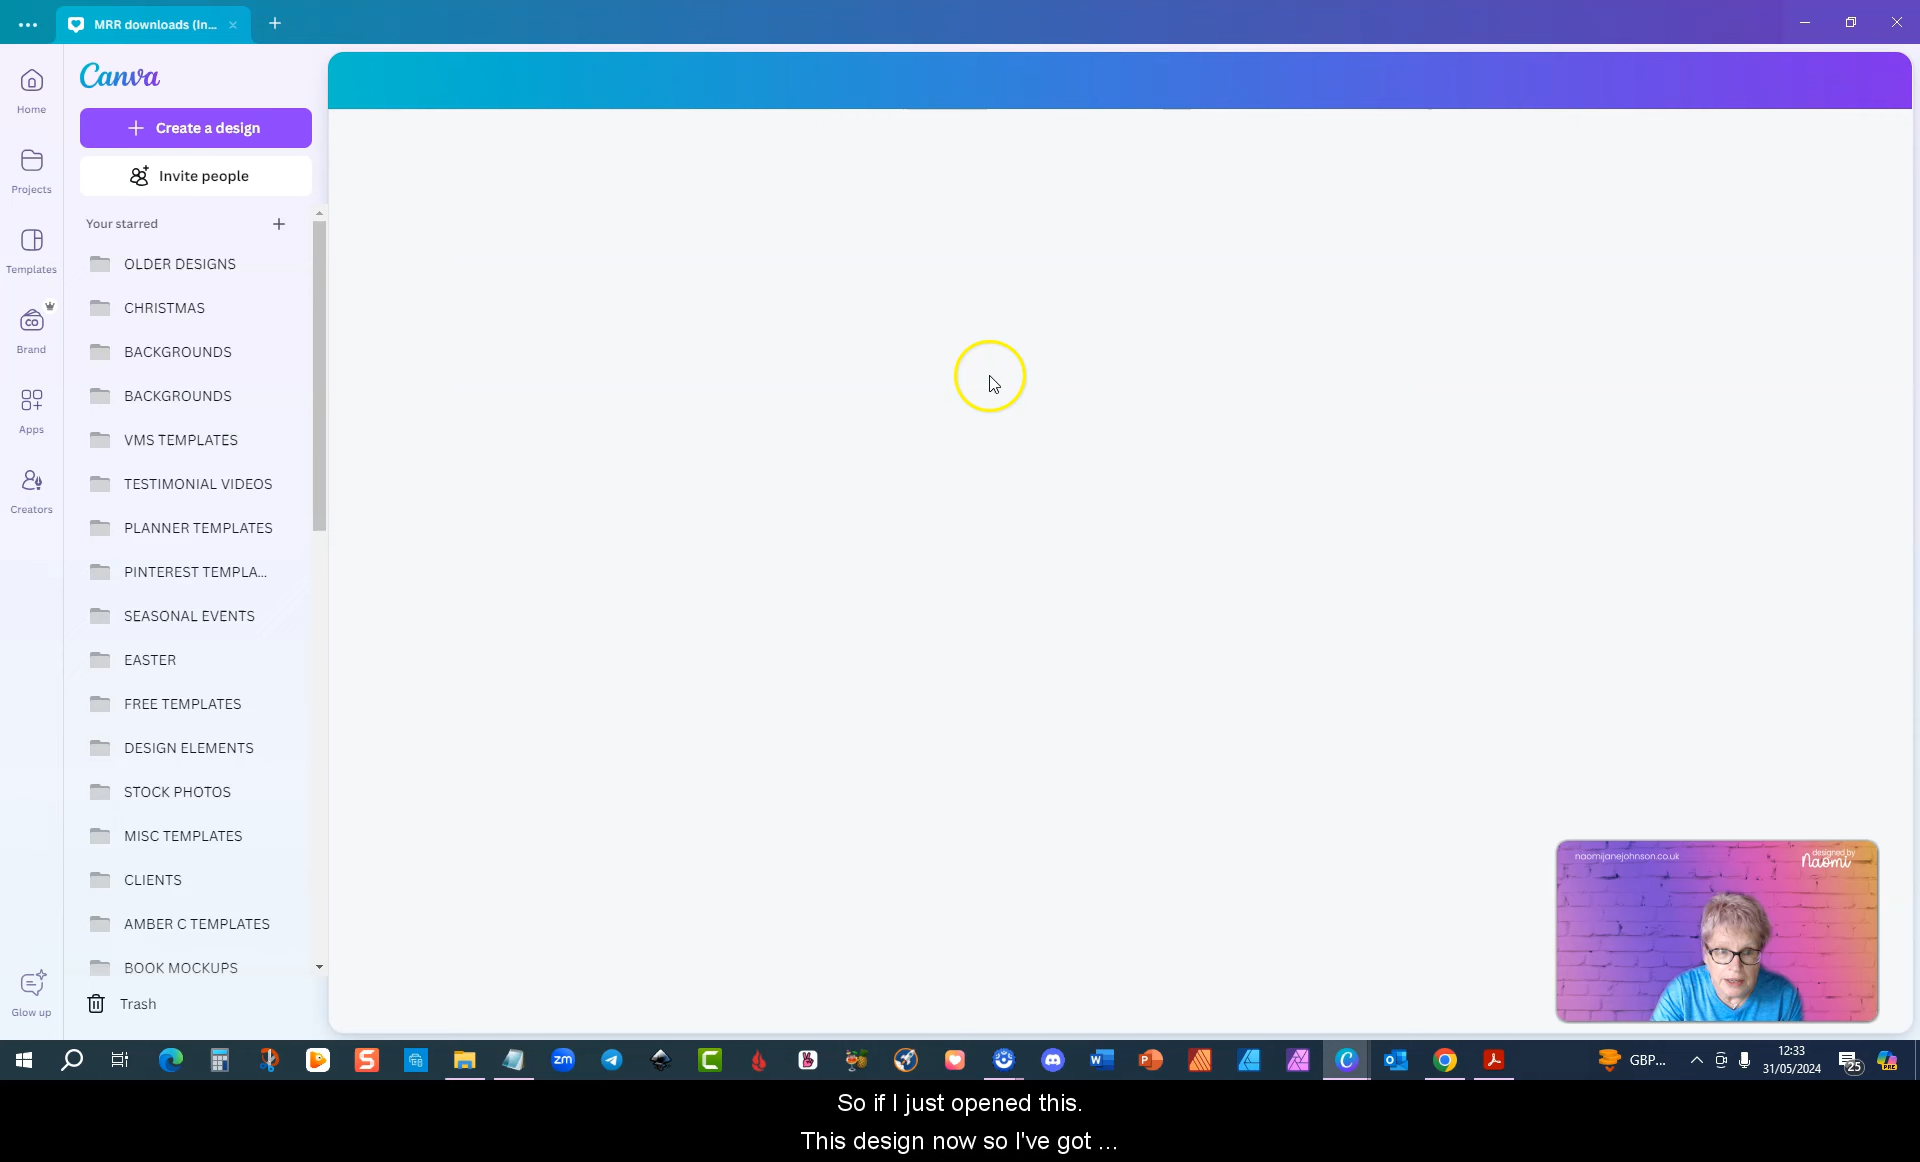 MRR downloads (In...
Canva
Home
Create a design
Invite people
Projects
Your starred
Templates
OLDER DESIGNS
CHRISTMAS
Brand
BACKGROUNDS
BACKGROUNDS
Apps
VMS TEMPLATES
TESTIMONIAL VIDEOS
Creators
PLANNER TEMPLATES
PINTEREST TEMPLA...
SEASONAL EVENTS
EASTER
FREE TEMPLATES
DESIGN ELEMENTS
STOCK PHOTOS
MISC TEMPLATES
CLIENTS
AMBER C TEMPLATES
BOOK MOCKUPS
Trash
Glow up
naomijanejohnson.co.uk
designed by
Naomi
zm
GBP...
12:33
31/05/2024
25
PRE
So if I just opened this.
This design now so I've got ...